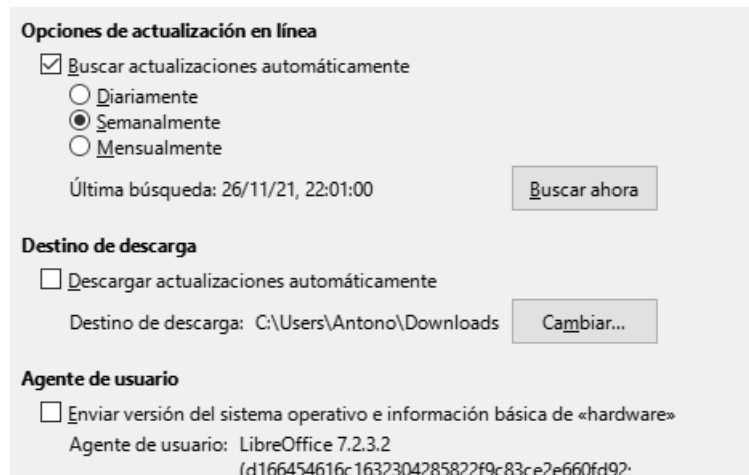 Opciones de actualización en línea
Buscar actualizaciones automáticamente
Diariamente
Semanalmente
Mensualmente
Última búsqueda: 26/11/21, 22:01:00 Buscar ahora
Destino de descarga
Descargar actualizaciones automáticamente
Destino de descarga: C:\Users\Antono\Downloads Cambiar...
Agente de usuario
Enviar versión del sistema operativo e información básica de «hardware»
Agente de usuario: LibreOffice 7.2.3.2
(d166454616c1632304285822f9c83ce2e660fd92;